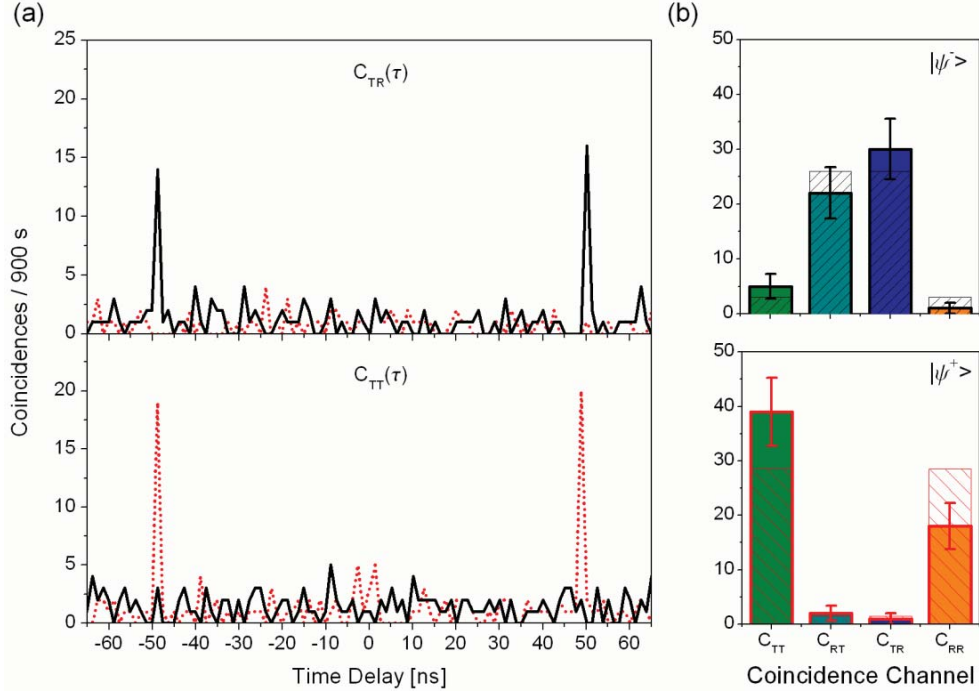 (a)
25
20
15
10
5
0
C_TR(τ)
20
15
10
5
0
C_TT(τ)
Coincidences / 900 s
-60 -50 -40 -30 -20 -10 0 10 20 30 40 50 60
Time Delay [ns]
(b)
50
40
30
20
10
0
|ψ⁻>
50
40
30
20
10
0
|ψ⁺>
C_TT C_RT C_TR C_RR
Coincidence Channel